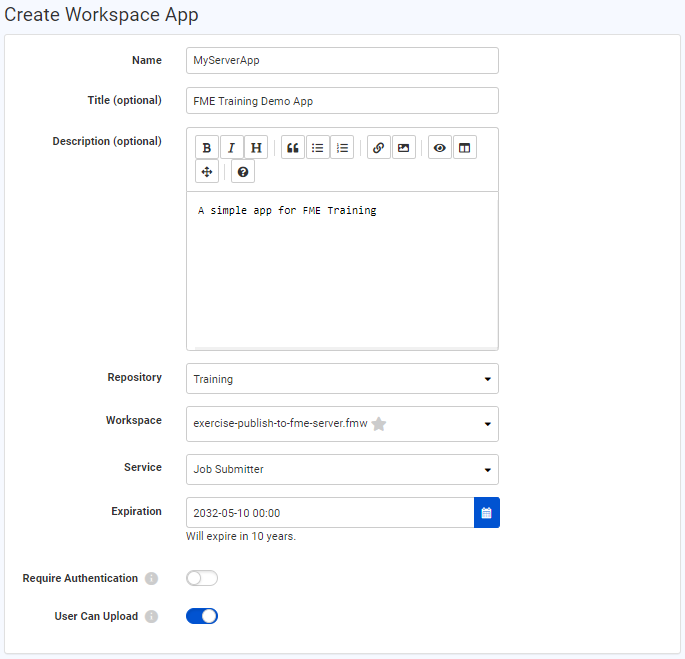 Create Workspace App
Name
MyServerApp
Title (optional)
FME Training Demo App
Description (optional)
B I H
A simple app for FME Training
Repository
Training
Workspace
exercise-publish-to-fme-server.fmw
Service
Job Submitter
Expiration
2032-05-10 00:00
Will expire in 10 years.
Require Authentication
User Can Upload